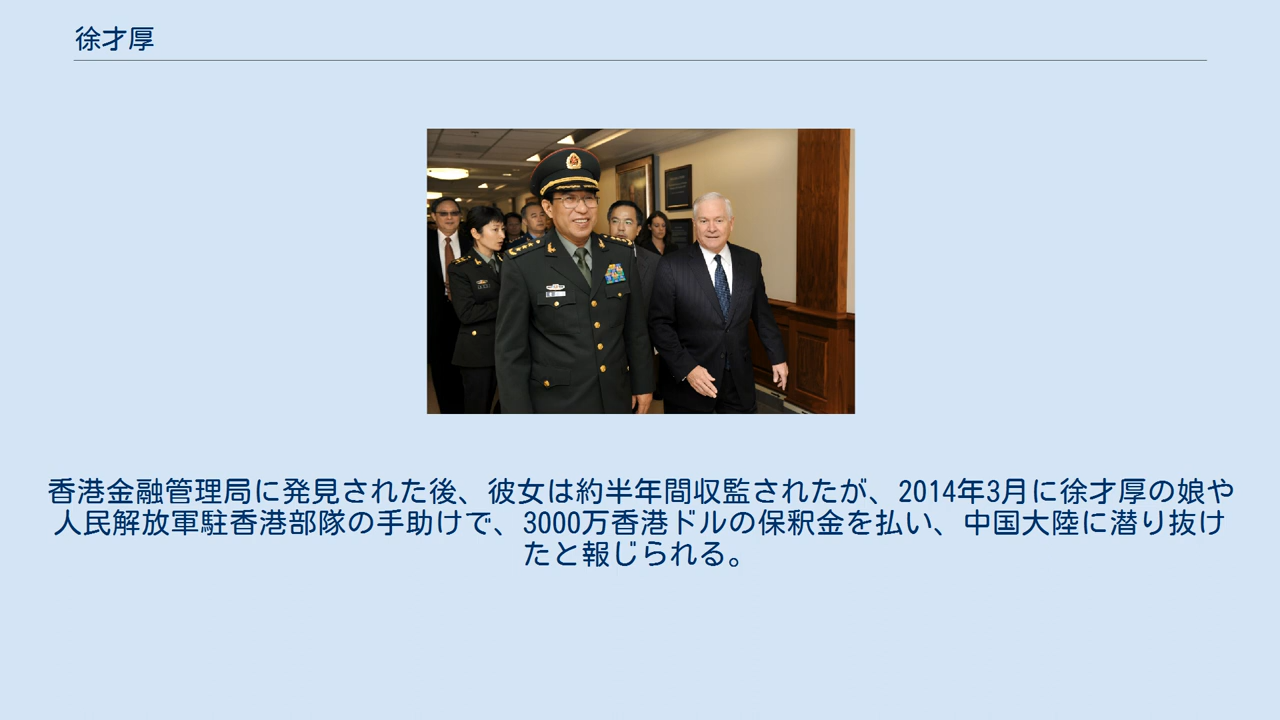 徐才厚
香港金融管理局に発見された後、彼女は約半年間収監されたが、2014年3月に徐才厚の娘や
人民解放軍駐香港部隊の手助けで、3000万香港ドルの保釈金を払い、中国大陸に潜り抜け
たと報じられる。